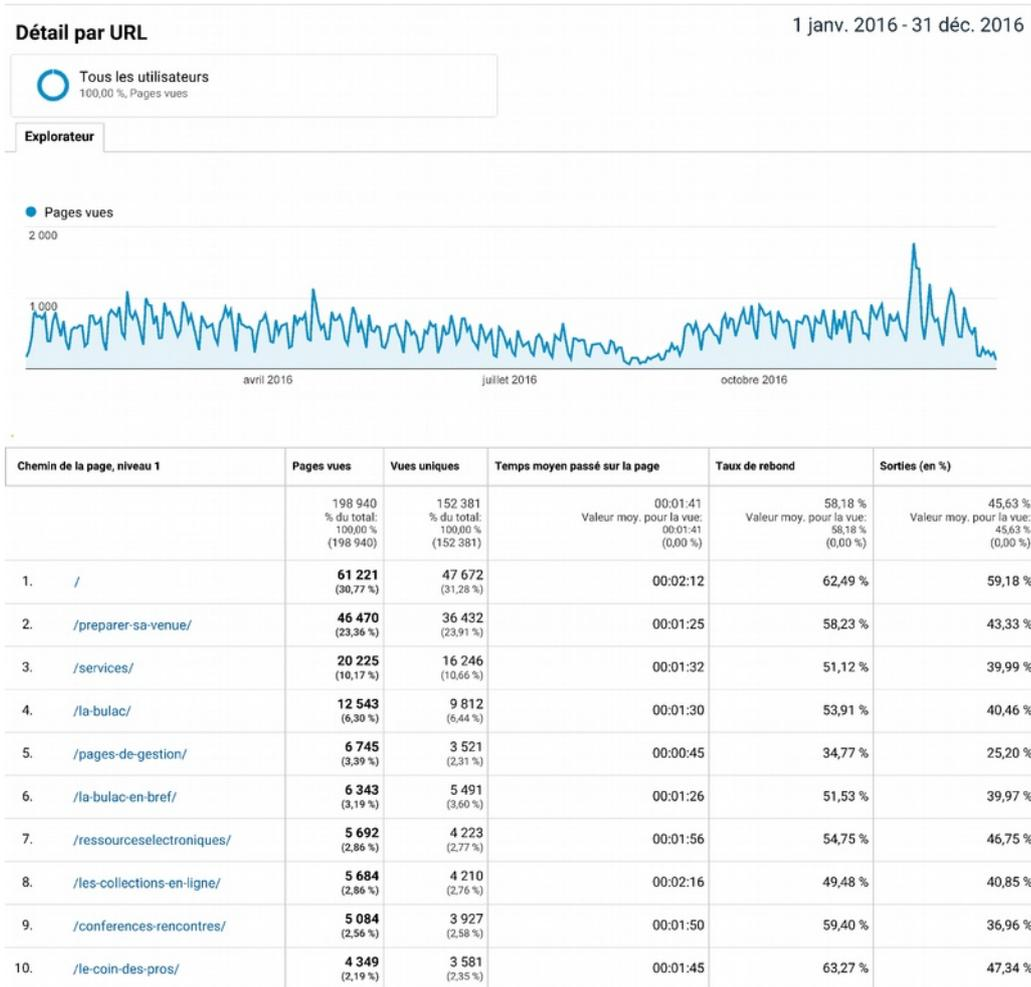 Détail par URL
1 janv. 2016 - 31 déc. 2016
Tous les utilisateurs
100,00 %, Pages vues
Explorateur
Pages vues
2 000
1 000
avril 2016 juillet 2016 octobre 2016
Chemin de la page, niveau 1 Pages vues Vues uniques Temps moyen passé sur la page Taux de rebond Sorties (en %)
198 940 152 381 00:01:41 58,18 % 45,63 %
% du total: % du total: Valeur moy. pour la vue: Valeur moy. pour la vue: Valeur moy. pour la vue:
100,00 % 100,00 % 00:01:41 58,18 % 45,63 %
(198 940) (152 381) (0,00 %) (0,00 %) (0,00 %)
1. / 61 221 47 672 00:02:12 62,49 % 59,18 %
(30,77 %) (31,28 %)
2. /preparer-sa-venue/ 46 470 36 432 00:01:25 58,23 % 43,33 %
(23,36 %) (23,91 %)
3. /services/ 20 225 16 246 00:01:32 51,12 % 39,99 %
(10,17 %) (10,66 %)
4. /la-bulac/ 12 543 9 812 00:01:30 53,91 % 40,46 %
(6,30 %) (6,44 %)
5. /pages-de-gestion/ 6 745 3 521 00:00:45 34,77 % 25,20 %
(3,39 %) (2,31 %)
6. /la-bulac-en-bref/ 6 343 5 491 00:01:26 51,53 % 39,97 %
(3,19 %) (3,60 %)
7. /ressourceselectroniques/ 5 692 4 223 00:01:56 54,75 % 46,75 %
(2,86 %) (2,77 %)
8. /les-collections-en-ligne/ 5 684 4 210 00:02:16 49,48 % 40,85 %
(2,86 %) (2,76 %)
9. /conferences-rencontres/ 5 084 3 927 00:01:50 59,40 % 36,96 %
(2,56 %) (2,58 %)
10. /le-coin-des-pros/ 4 349 3 581 00:01:45 63,27 % 47,34 %
(2,19 %) (2,35 %)